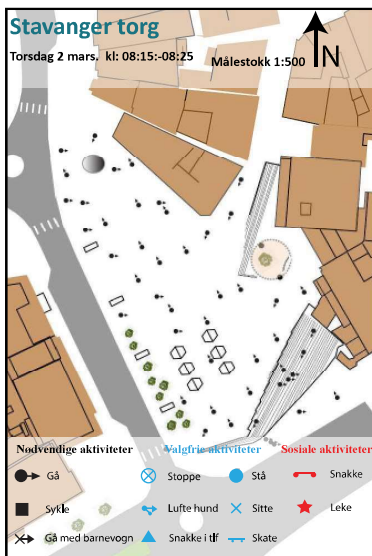 Stavanger torg
Torsdag 2 mars. kl: 08:15:-08:25
Målestokk 1:500
N
Nødvendige aktiviteter
Valgfrie aktiviteter
Sosiale aktiviteter
Gå
Stoppe
Stå
Snakke
Sykle
Lufte hund
Sitte
Leke
Gå med barnevogn
Snakke i tlf
Skate